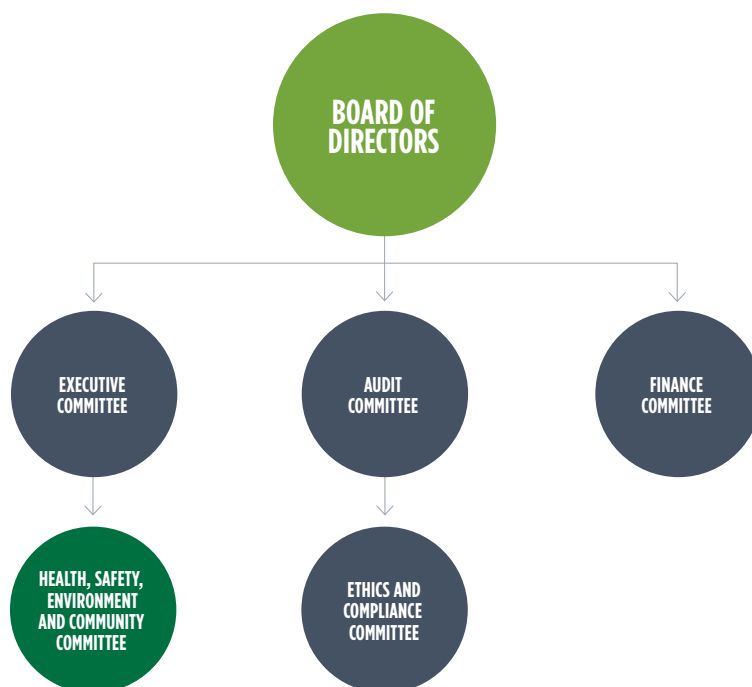 BOARD OF
DIRECTORS
EXECUTIVE
COMMITTEE
AUDIT
COMMITTEE
FINANCE
COMMITTEE
HEALTH, SAFETY,
ENVIRONMENT
AND COMMUNITY
COMMITTEE
ETHICS AND
COMPLIANCE
COMMITTEE